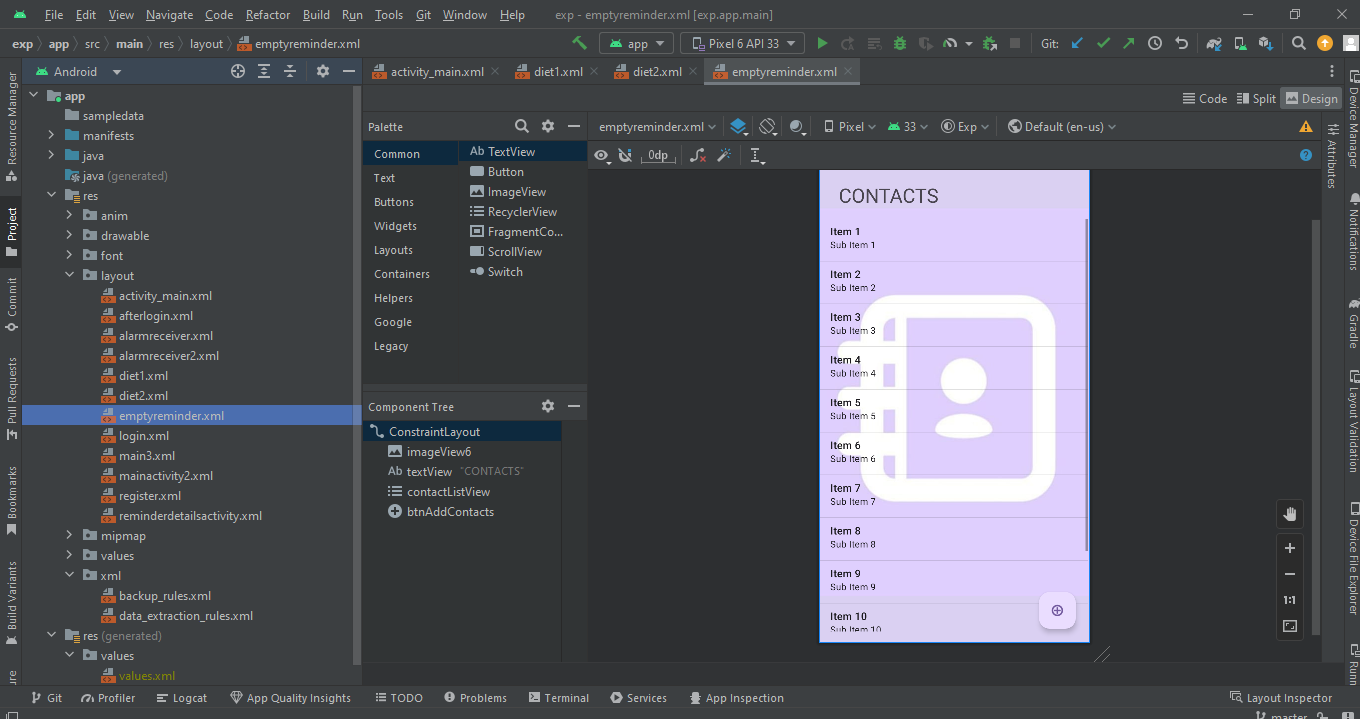 File Edit View Navigate Code Refactor Build Run Tools Git Window Help exp - emptyreminder.xml [exp.app.main]
exp app src main res layout emptyreminder.xml app Pixel 6 API 33 Git:
Android activity_main.xml diet1.xml diet2.xml emptyreminder.xml
Code Split Design
Resource Manager
Project
Commit
Pull Requests
Bookmarks
Build Variants
app
sampledata
manifests
java
java (generated)
res
anim
drawable
font
layout
activity_main.xml
afterlogin.xml
alarmreceiver.xml
alarmreceiver2.xml
diet1.xml
diet2.xml
emptyreminder.xml
login.xml
main3.xml
mainactivity2.xml
register.xml
reminderdetailsactivity.xml
mipmap
values
xml
backup_rules.xml
data_extraction_rules.xml
res (generated)
values
values.xml
Palette
Common
Text
Buttons
Widgets
Layouts
Containers
Helpers
Google
Legacy
Ab TextView
Button
ImageView
RecyclerView
FragmentCo...
ScrollView
Switch
Component Tree
ConstraintLayout
imageView6
Ab textView "CONTACTS"
contactListView
btnAddContacts
emptyreminder.xml Pixel 33 Exp Default (en-us)
0dp
CONTACTS
Item 1
Sub Item 1
Item 2
Sub Item 2
Item 3
Sub Item 3
Item 4
Sub Item 4
Item 5
Sub Item 5
Item 6
Sub Item 6
Item 7
Sub Item 7
Item 8
Sub Item 8
Item 9
Sub Item 9
Item 10
Sub Item 10
1:1
Attributes
Device Manager
Notifications
Gradle
Layout Validation
Device File Explorer
Git Profiler Logcat App Quality Insights TODO Problems Terminal Services App Inspection Layout Inspector
master